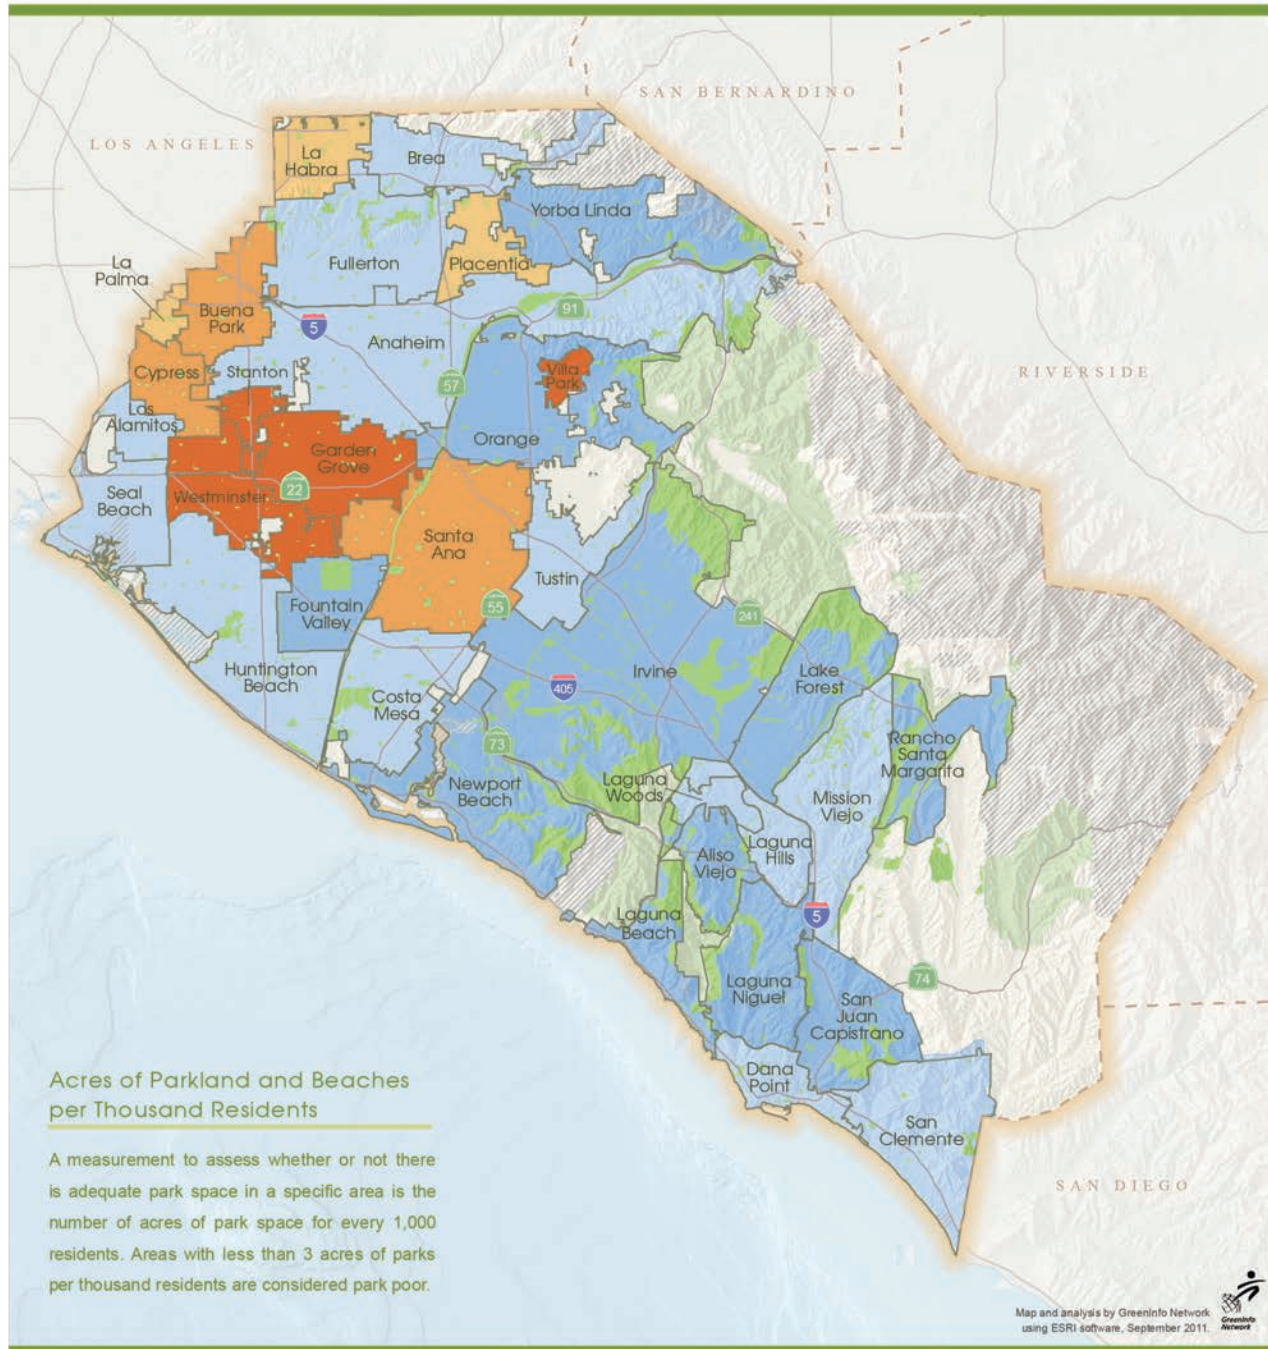 SAN BERNARDINO
LOS ANGELES
La
Habra
Brea
Yorba Linda
Fullerton
Placentia
La
Palma
Buena
Park
5
91
Anaheim
Villa
Park
Cypress
Stanton
57
RIVERSIDE
Los
Alamitos
Orange
Garden
Grove
Westminster
22
Seal
Beach
Santa
Ana
Tustin
55
Fountain
Valley
241
Huntington
Beach
Irvine
Lake
Forest
405
Costa
Mesa
73
Rancho
Santa
Margarita
Newport
Beach
Laguna
Woods
Mission
Viejo
Aliso
Viejo
Laguna
Hills
Laguna
Beach
5
74
Laguna
Niguel
San
Juan
Capistrano
Dana
Point
San
Clemente
SAN DIEGO
Acres of Parkland and Beaches
per Thousand Residents
A measurement to assess whether or not there
is adequate park space in a specific area is the
number of acres of park space for every 1,000
residents. Areas with less than 3 acres of parks
per thousand residents are considered park poor.
Map and analysis by GreenInfo Network
using ESRI software, September 2011.
GreenInfo
Network